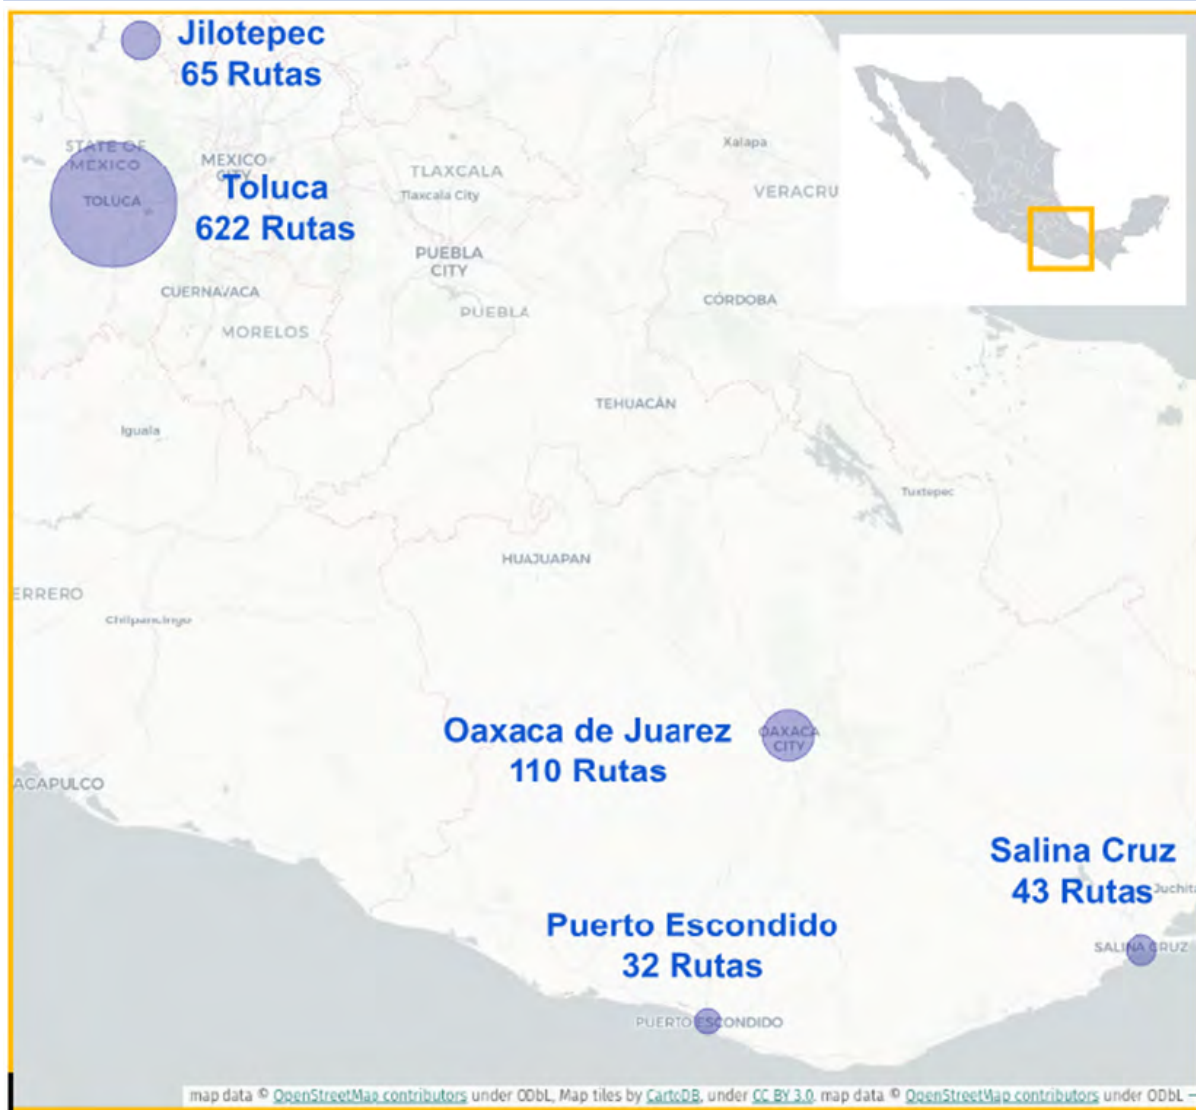 Jilotepec
65 Rutas
STATE OF
MEXICO
TOLUCA
MEXICO
CITY
Toluca
622 Rutas
TLAXCALA
Tlaxcala City
Xalapa
VERACRU
PUEBLA
CITY
CUERNAVACA
MORELOS
PUEBLA
CÓRDOBA
TEHUACÁN
Iguala
Tuxtepec
HUAJUAPAN
ERRERO
Chilpancingo
Oaxaca de Juarez
110 Rutas
OAXACA
CITY
ACAPULCO
Salina Cruz
43 Rutas
Juchita
SALINA CRUZ
Puerto Escondido
32 Rutas
PUERTO ESCONDIDO
map data © OpenStreetMap contributors under ODbL, Map tiles by CartoDB, under CC BY 3.0. map data © OpenStreetMap contributors under ODbL –